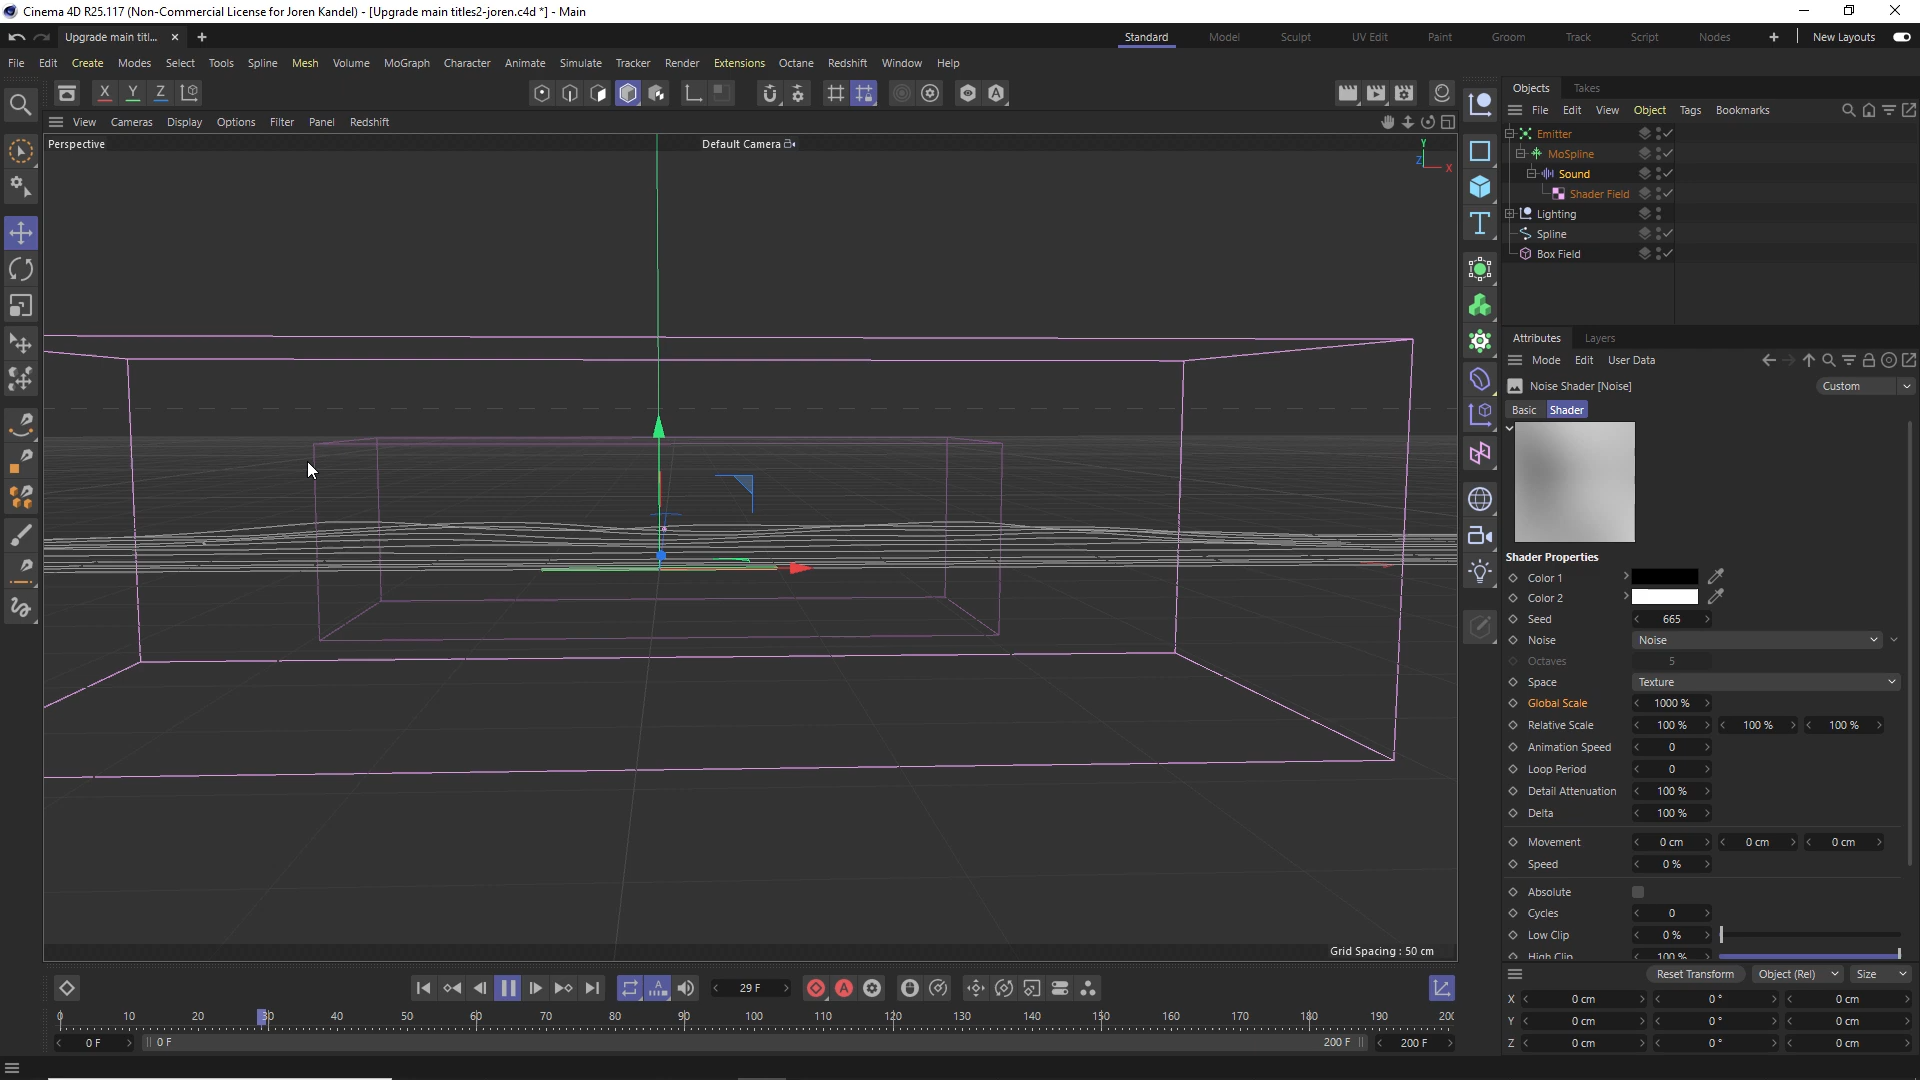 Cinema 4D R25.117 (Non-Commercial License for Joren Kandel) - [Upgrade main titles2-joren.c4d *] - Main
Upgrade main titl...
Standard Model Sculpt UV Edit Paint Groom Track Script Nodes New Layouts
File Edit Create Modes Select Tools Spline Mesh Volume MoGraph Character Animate Simulate Tracker Render Extensions Octane Redshift Window Help
X Y Z
View Cameras Display Options Filter Panel Redshift
Perspective
Default Camera
Y
Z X
Grid Spacing : 50 cm
Objects Takes
File Edit View Object Tags Bookmarks
Emitter
MoSpline
Sound
Shader Field
Lighting
Spline
Box Field
Attributes Layers
Mode Edit User Data
Noise Shader [Noise] Custom
Basic Shader
Shader Properties
Color 1
Color 2
Seed 665
Noise Noise
Octaves 5
Space Texture
Global Scale 1000 %
Relative Scale 100 % 100 % 100 %
Animation Speed 0
Loop Period 0
Detail Attenuation 100 %
Delta 100 %
Movement 0 cm 0 cm 0 cm
Speed 0 %
Absolute
Cycles 0
Low Clip 0 %
High Clip 100 %
Reset Transform Object (Rel) Size
X 0 cm 0 ° 0 cm
Y 0 cm 0 ° 0 cm
Z 0 cm 0 ° 0 cm
29 F
0 10 20 30 40 50 60 70 80 90 100 110 120 130 140 150 160 170 180 190 200
0 F 0 F 200 F 200 F